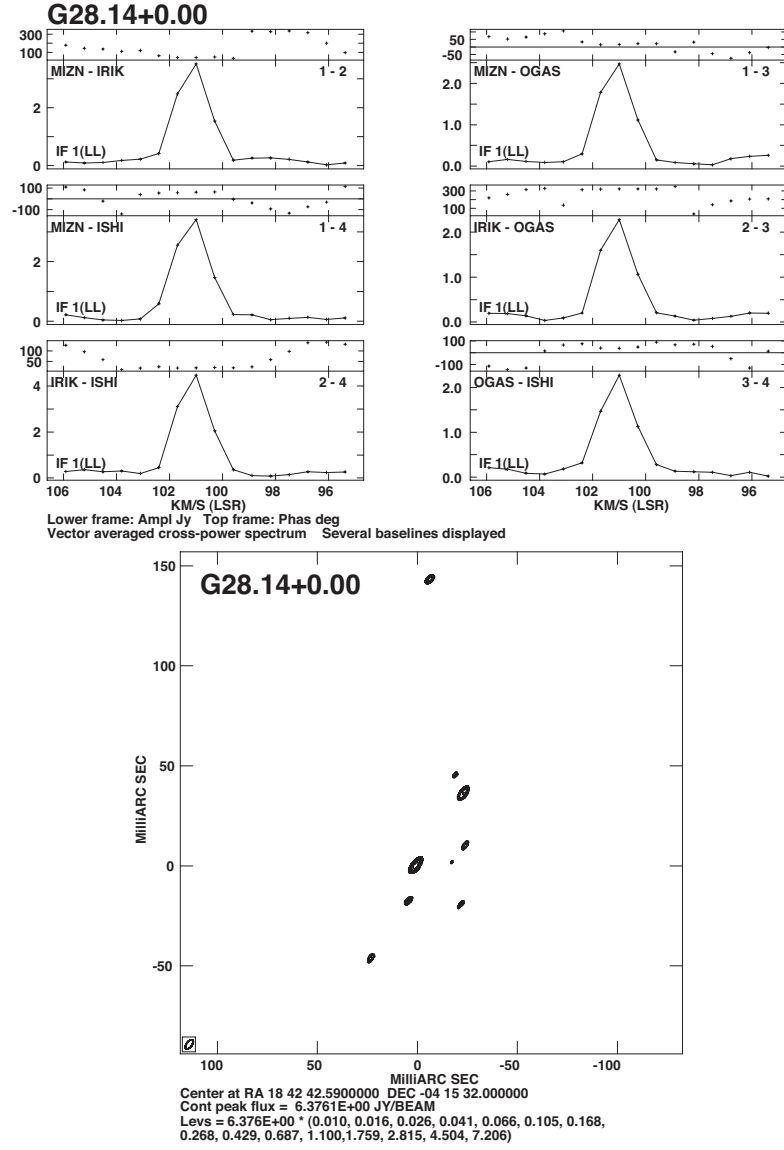 G28.14+0.00
300
100
MIZN - IRIK 1 - 2
2
0
IF 1(LL)
50
-50
MIZN - OGAS 1 - 3
2.0
1.0
0.0
IF 1(LL)
100
-100
MIZN - ISHI 1 - 4
2
0
IF 1(LL)
300
100
IRIK - OGAS 2 - 3
2.0
1.0
0.0
IF 1(LL)
100
50
IRIK - ISHI 2 - 4
4
2
0
IF 1(LL)
106 104 102 100 98 96
KM/S (LSR)
100
-100
OGAS - ISHI 3 - 4
2.0
1.0
0.0
IF 1(LL)
106 104 102 100 98 96
KM/S (LSR)
Lower frame: Ampl Jy Top frame: Phas deg
Vector averaged cross-power spectrum Several baselines displayed
G28.14+0.00
MilliARC SEC
150
100
50
0
-50
100 50 0 -50 -100
MilliARC SEC
Center at RA 18 42 42.5900000 DEC -04 15 32.000000
Cont peak flux = 6.3761E+00 JY/BEAM
Levs = 6.376E+00 * (0.010, 0.016, 0.026, 0.041, 0.066, 0.105, 0.168,
0.268, 0.429, 0.687, 1.100,1.759, 2.815, 4.504, 7.206)